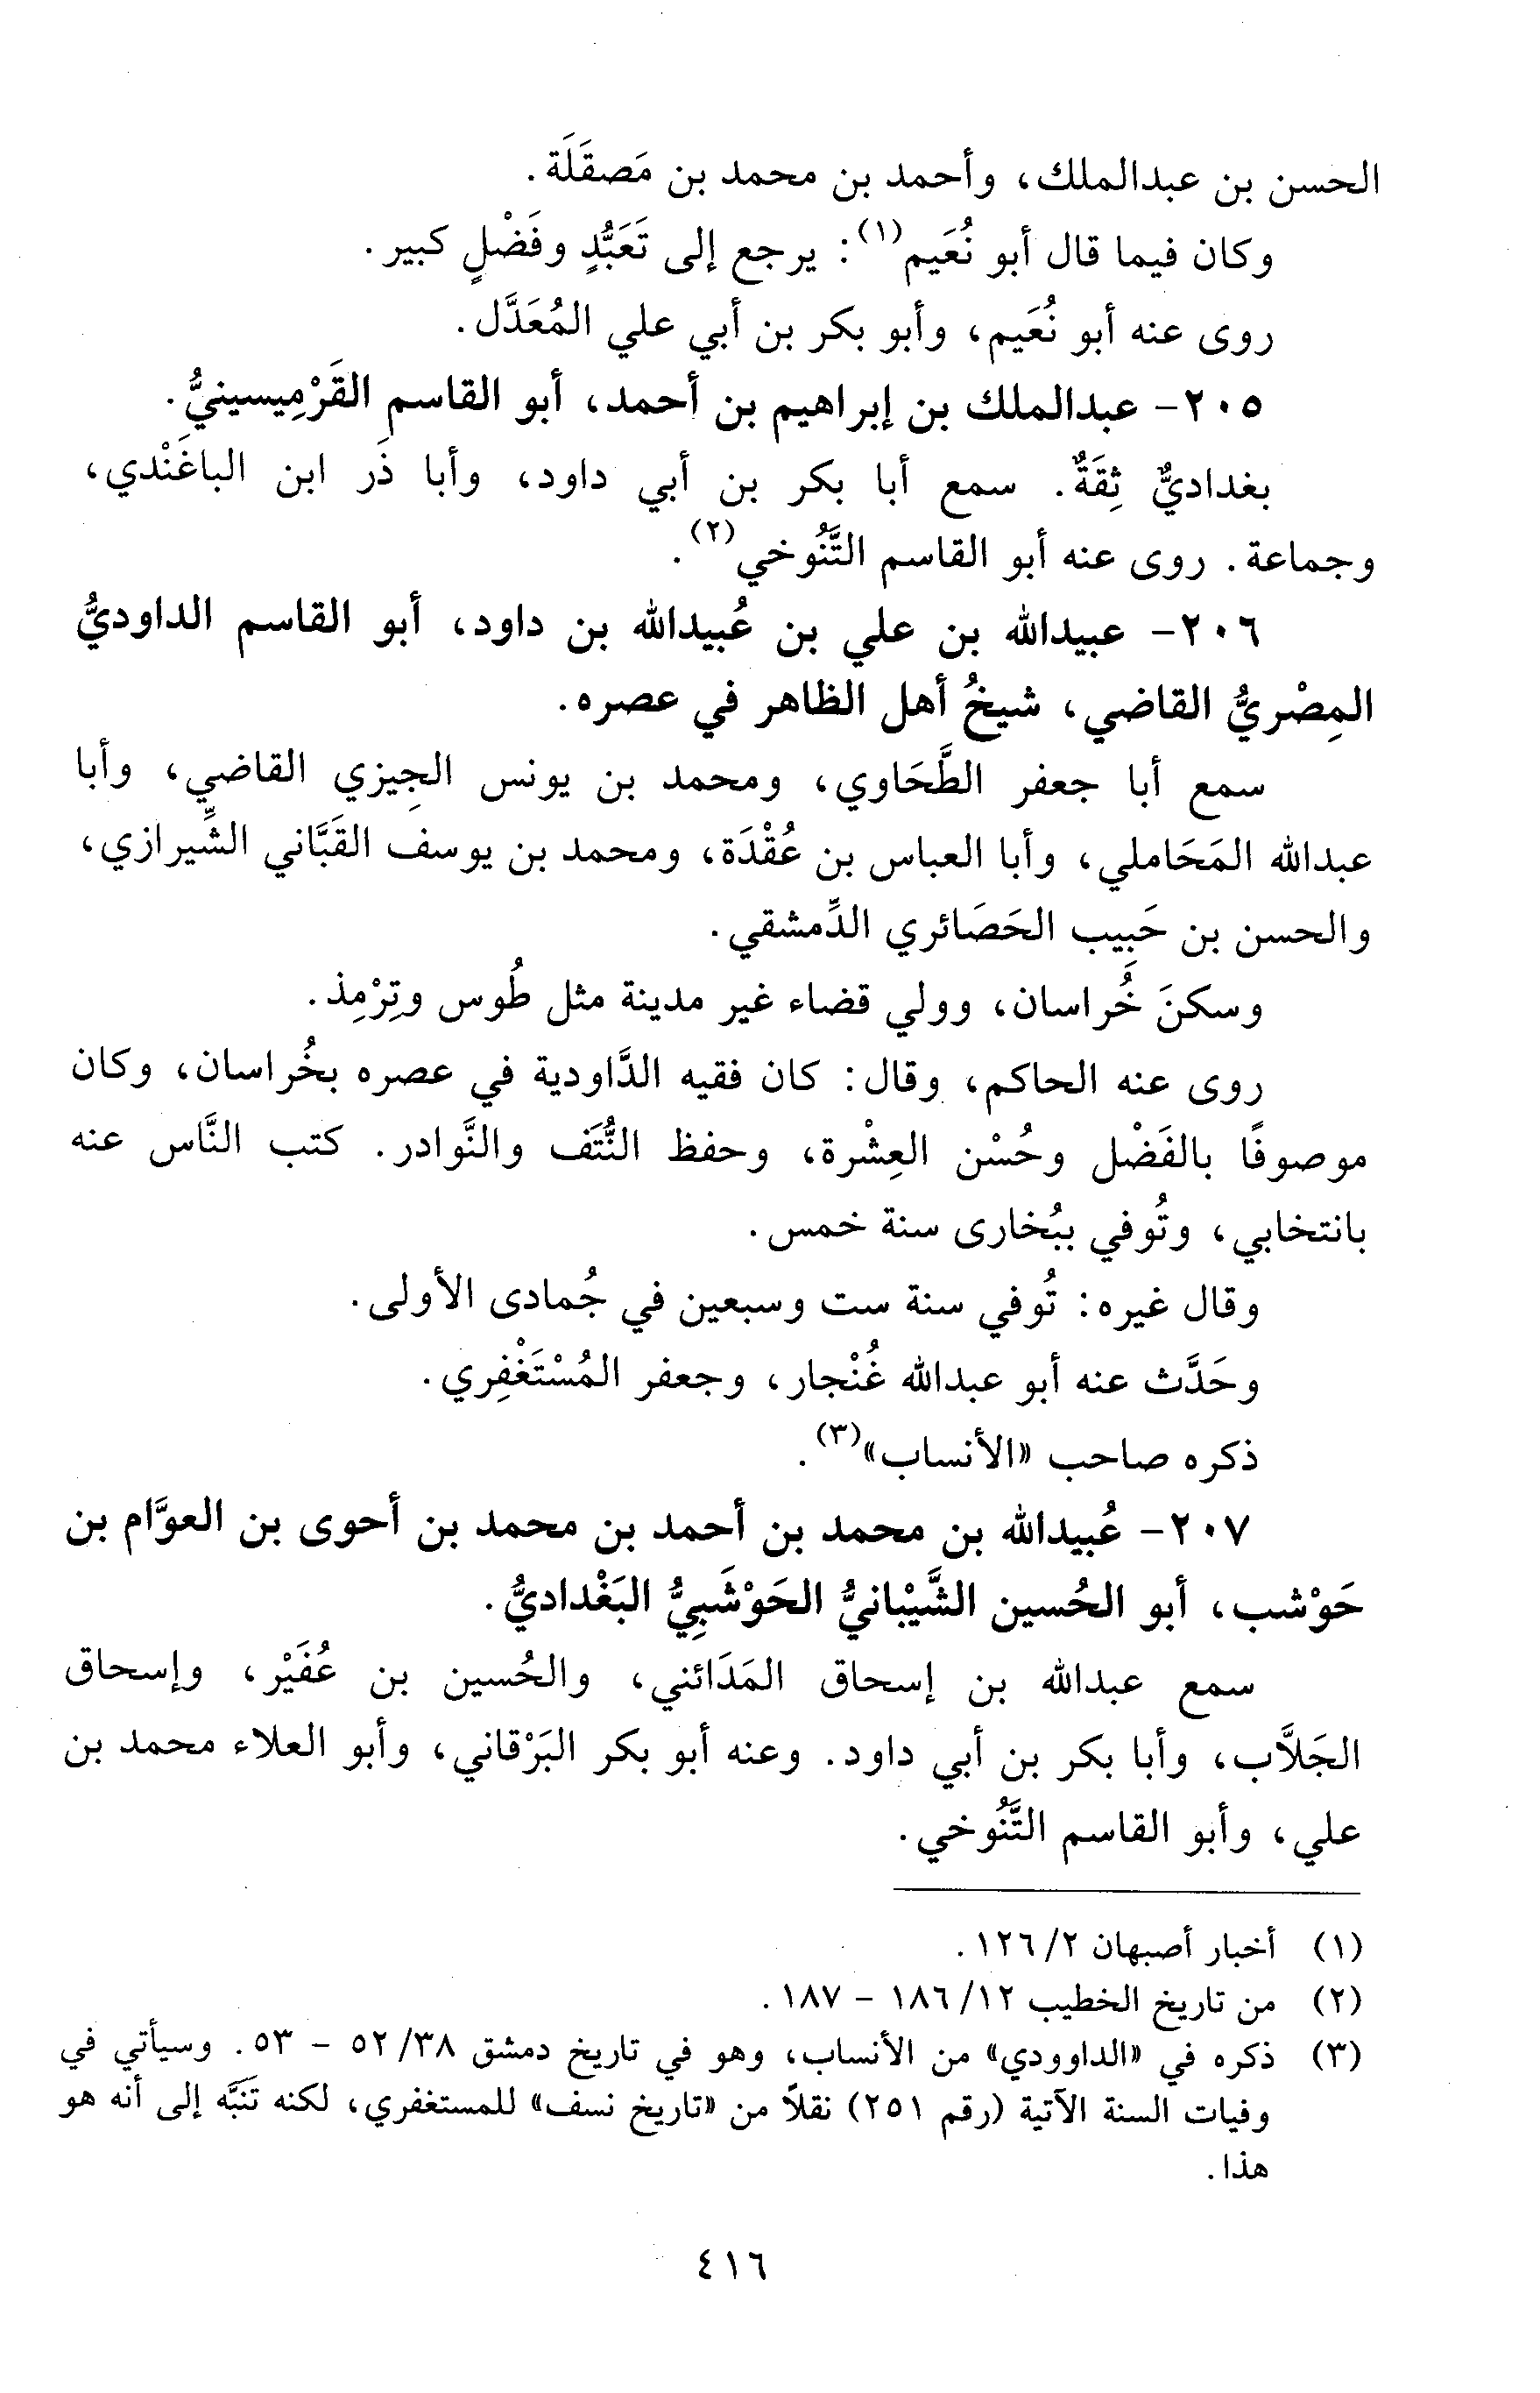 الحسن بن عبدالملك، وأحمد بن محمد بن مَصقَلَة.
وكان فيما قال أبو نُعَيم(١): يرجع إلى تَعَبُّدٍ وفَضْلٍ كبير.
روى عنه أبو نُعَيم، وأبو بكر بن أبي علي المُعَدَّل.
٢٠٥- عبدالملك بن إبراهيم بن أحمد، أبو القاسم القَرْمِيسينيُّ.
بغداديٌّ ثِقَةٌ. سمع أبا بكر بن أبي داود، وأبا ذَر ابن الباغَنْدي،
وجماعة. روى عنه أبو القاسم التَّنُوخي(٢).
٢٠٦- عبيدالله بن علي بن عُبيدالله بن داود، أبو القاسم الداوديُّ
المِصْريُّ القاضي، شيخُ أهل الظاهر في عصره.
سمع أبا جعفر الطَّحَاوي، ومحمد بن يونس الجِيزي القاضي، وأبا
عبدالله المَحَاملي، وأبا العباس بن عُقْدَة، ومحمد بن يوسف القَبَّاني الشِّيرازي،
والحسن بن حَبِيب الحَصَائري الدِّمشقي.
وسكنَ خُراسان، وولي قضاء غير مدينة مثل طُوس وتِرْمِذ.
روى عنه الحاكم، وقال: كان فقيه الدَّاودية في عصره بخُراسان، وكان
موصوفًا بالفَضْل وحُسْن العِشْرة، وحفظ النُّتَف والنَّوادر. كتب النَّاس عنه
بانتخابي، وتُوفي ببُخارى سنة خمس.
وقال غيره: تُوفي سنة ست وسبعين في جُمادى الأولى.
وحَدَّث عنه أبو عبدالله غُنْجار، وجعفر المُسْتَغْفِري.
ذكره صاحب «الأنساب»(٣).
٢٠٧- عُبيدالله بن محمد بن أحمد بن محمد بن أحوى بن العوَّام بن
حَوْشب، أبو الحُسين الشَّيْبانيُّ الحَوْشَبِيُّ البَغْداديُّ.
سمع عبدالله بن إسحاق المَدَائني، والحُسين بن عُفَيْر، وإسحاق
الجَلاَّب، وأبا بكر بن أبي داود. وعنه أبو بكر البَرْقاني، وأبو العلاء محمد بن
علي، وأبو القاسم التَّنُوخي.
(١) أخبار أصبهان ٢/ ١٢٦.
(٢) من تاريخ الخطيب ١٢/ ١٨٦ - ١٨٧.
(٣) ذكره في «الداوودي» من الأنساب، وهو في تاريخ دمشق ٣٨/ ٥٢ - ٥٣. وسيأتي في
وفيات السنة الآتية (رقم ٢٥١) نقلاً من «تاريخ نسف» للمستغفري، لكنه تَنَبَّه إلى أنه هو
هذا.
٤١٦